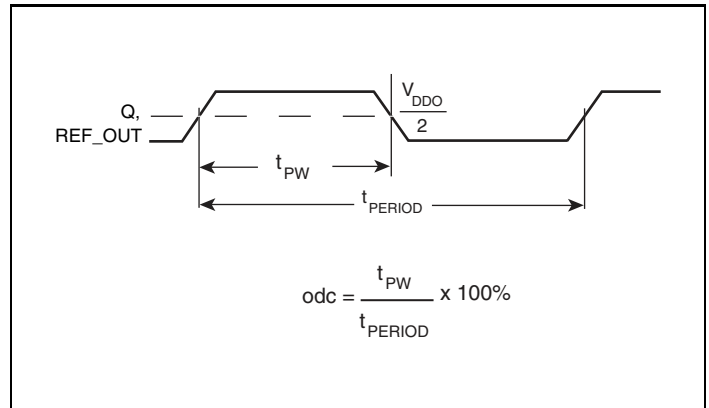 V_DDO
2
Q,
REF_OUT
t_PW
t_PERIOD
odc = t_PW / t_PERIOD x 100%